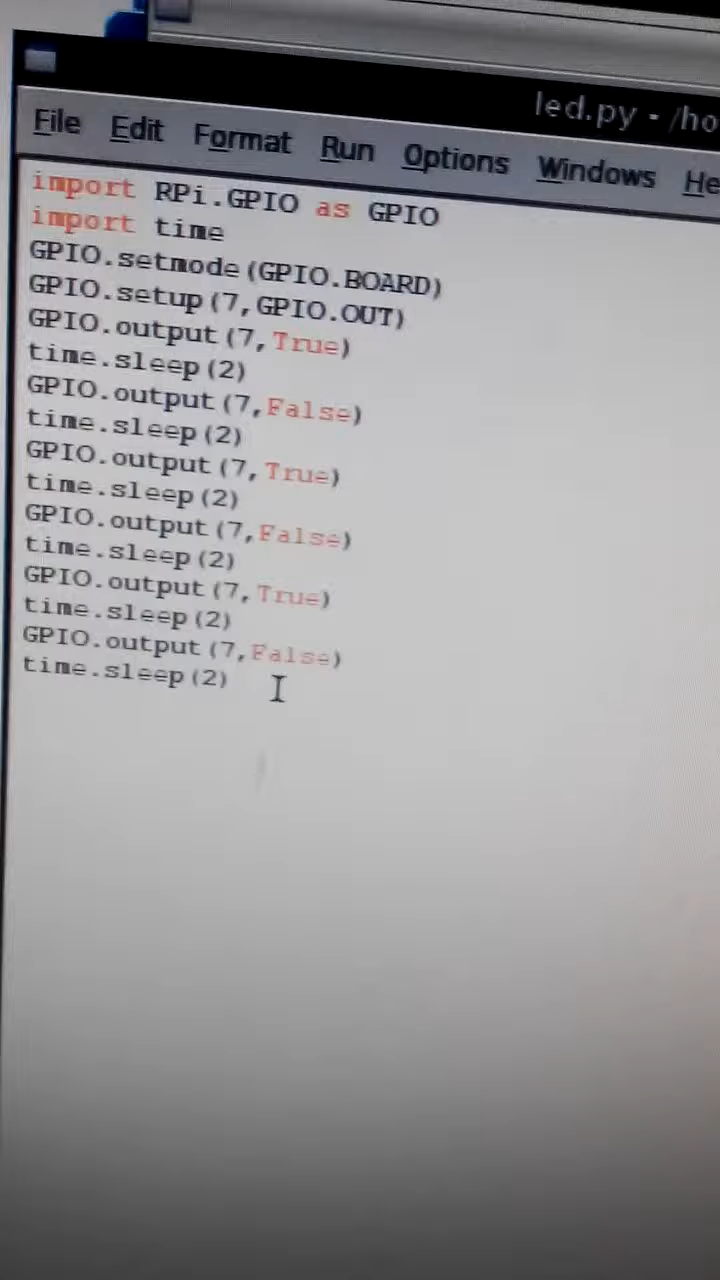 led.py - /ho
File Edit Format Run Options Windows He
import RPi.GPIO as GPIO
import time
GPIO.setmode(GPIO.BOARD)
GPIO.setup(7,GPIO.OUT)
GPIO.output(7,True)
time.sleep(2)
GPIO.output(7,False)
time.sleep(2)
GPIO.output(7,True)
time.sleep(2)
GPIO.output(7,False)
time.sleep(2)
GPIO.output(7,True)
time.sleep(2)
GPIO.output(7,False)
time.sleep(2)